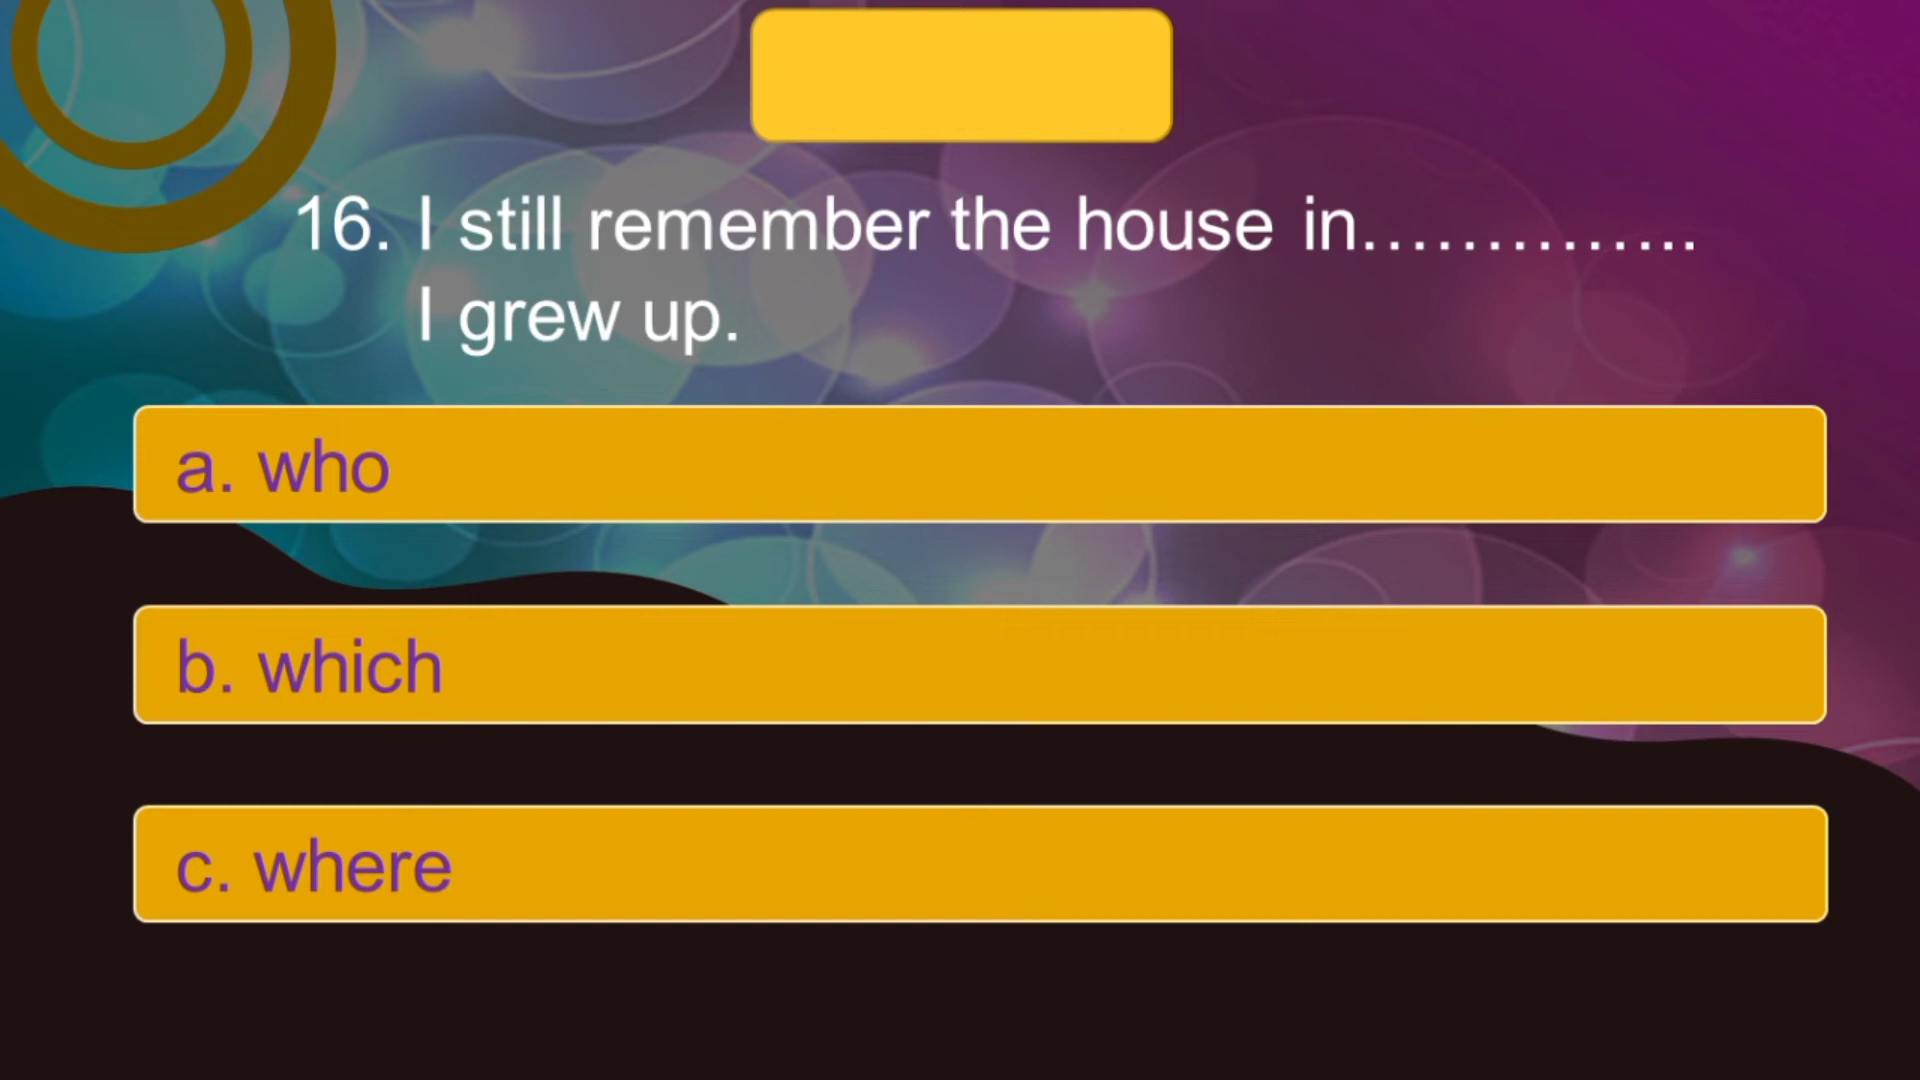 16. I still remember the house in…………..
I grew up.
a. who
b. which
c. where